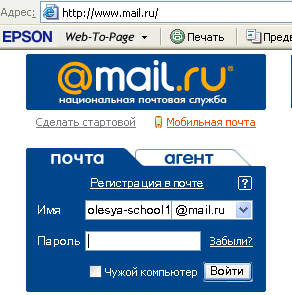 Адрес: http://www.mail.ru/
EPSON Web-To-Page Печать
@mail.ru®
национальная почтовая служба
Сделать стартовой Мобильная почта
почта агент
Регистрация в почте ?
Имя olesya-school1 @mail.ru
Пароль Забыли?
Чужой компьютер Войти